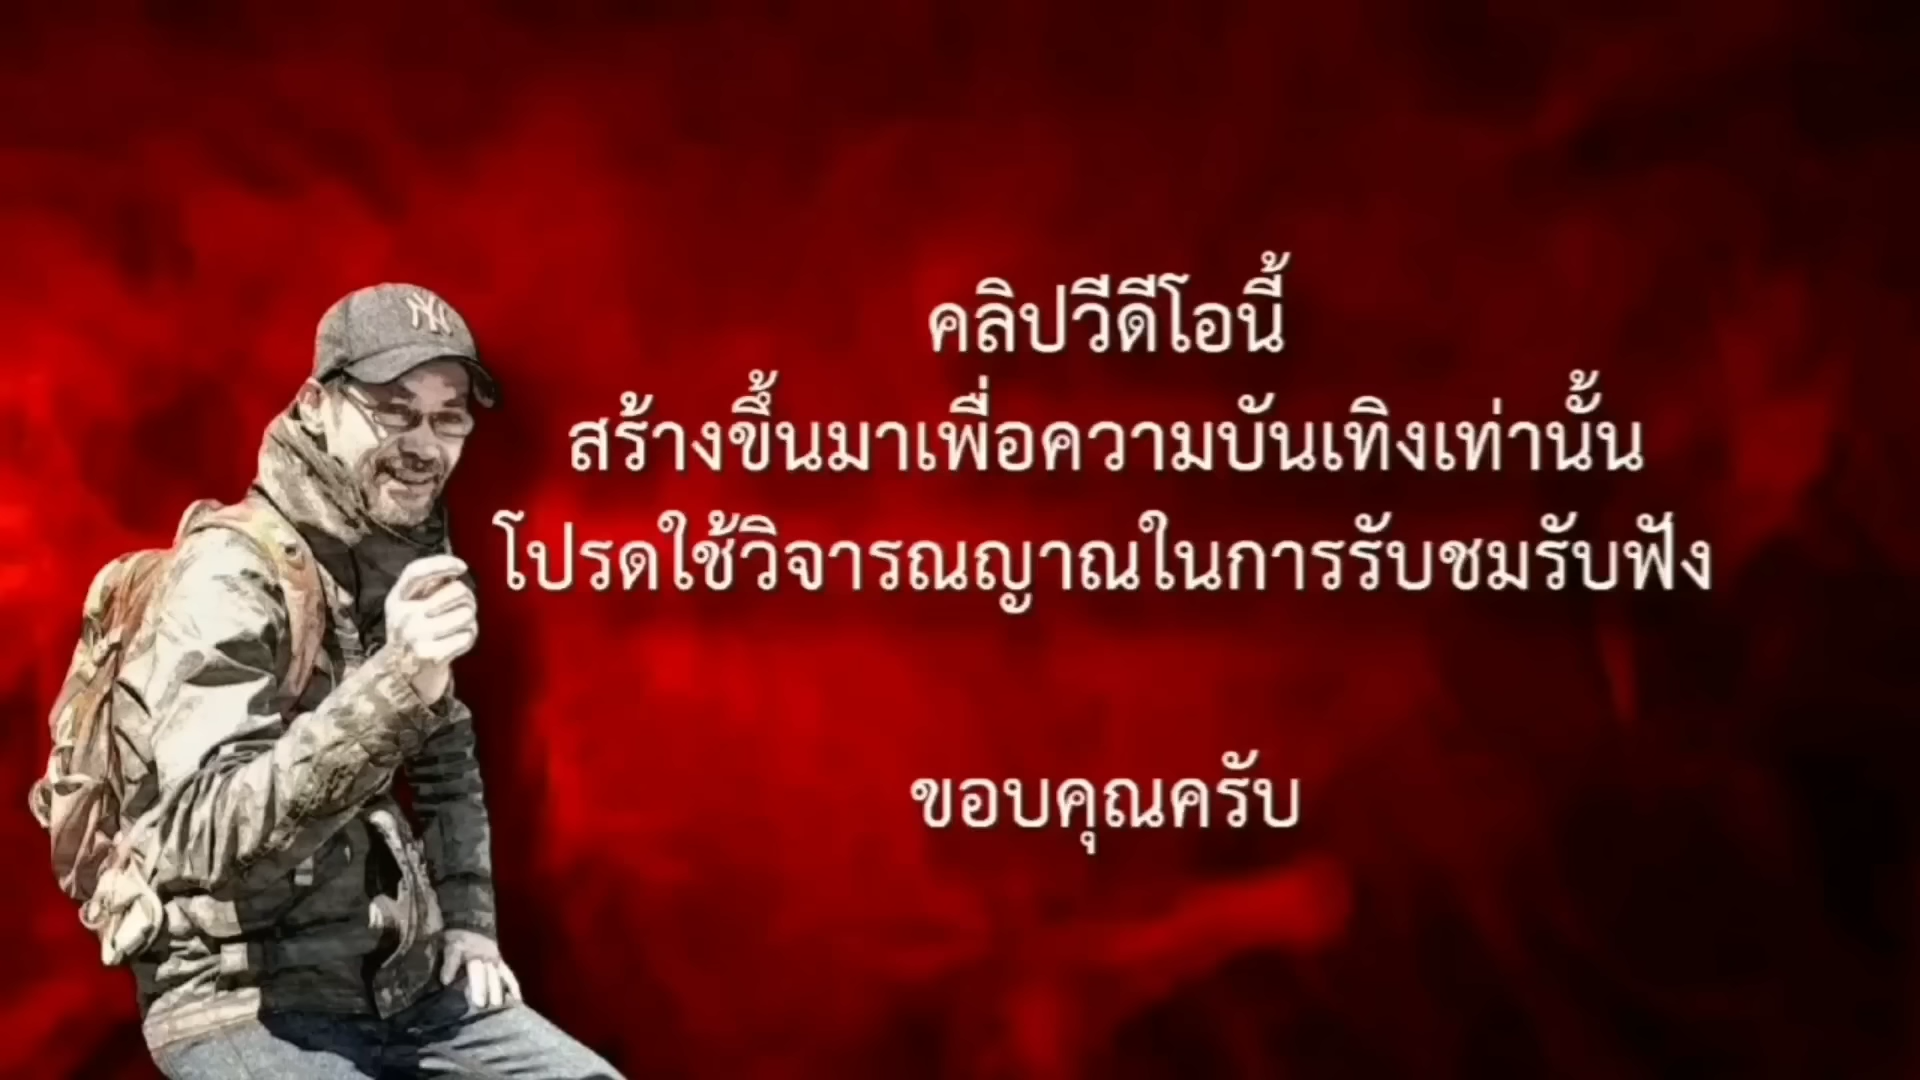 NY
คลิปวีดีโอนี้
สร้างขึ้นมาเพื่อความบันเทิงเท่านั้น
โปรดใช้วิจารณญาณในการรับชมรับฟัง
ขอบคุณครับ